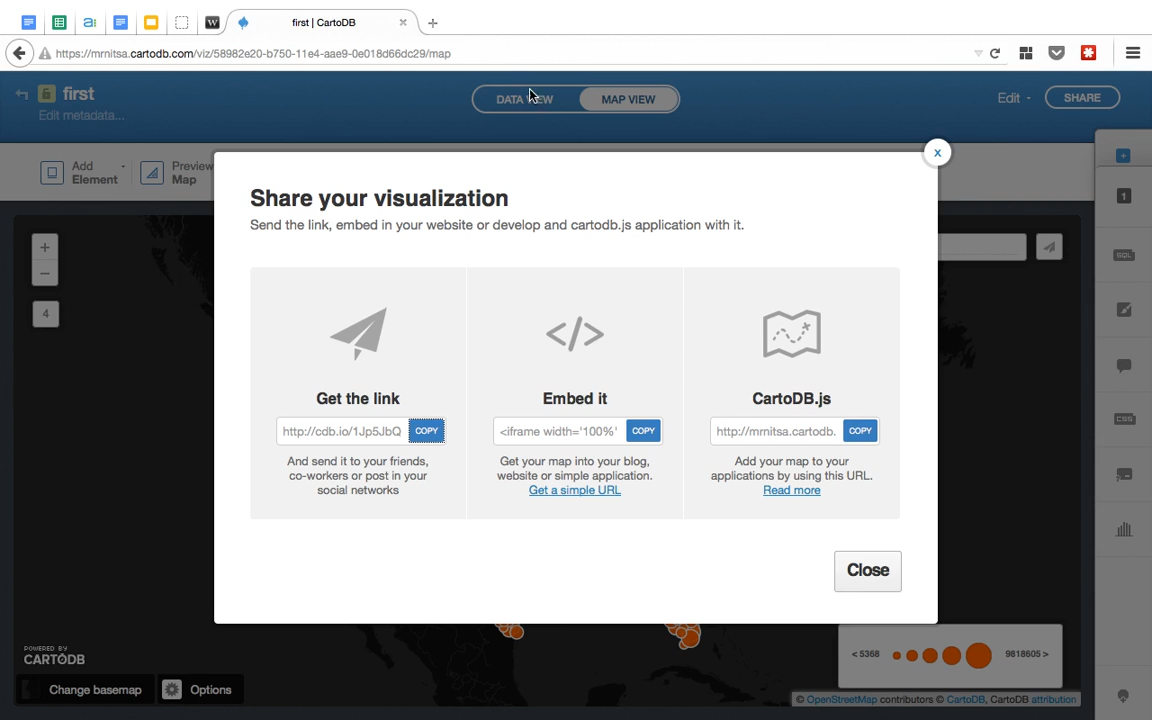 first | CartoDB
https://mrnitsa.cartodb.com/viz/58982e20-b750-11e4-aae9-0e018d66dc29/map
first
Edit metadata...
DATA VIEW
MAP VIEW
Edit
SHARE
Add Element
Preview Map
+
−
4
x
Share your visualization
Send the link, embed in your website or develop and cartodb.js application with it.
Get the link
http://cdb.io/1Jp5JbQ
COPY
And send it to your friends,
co-workers or post in your
social networks
Embed it
<iframe width='100%'
COPY
Get your map into your blog,
website or simple application.
Get a simple URL
CartoDB.js
http://mrnitsa.cartodb.
COPY
Add your map to your
applications by using this URL.
Read more
Close
1
SQL
CSS
POWERED BY
CARTODB
Change basemap
Options
< 5368
9818605 >
© OpenStreetMap contributors © CartoDB, CartoDB attribution